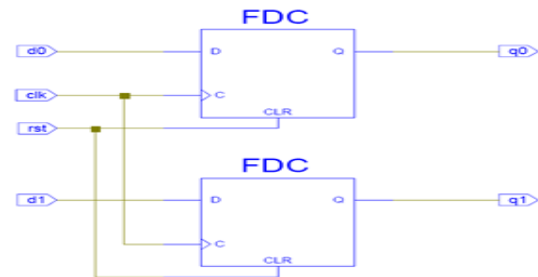 FDC
d0 D Q q0
clk C
CLR
rst
FDC
d1 D Q q1
C
CLR